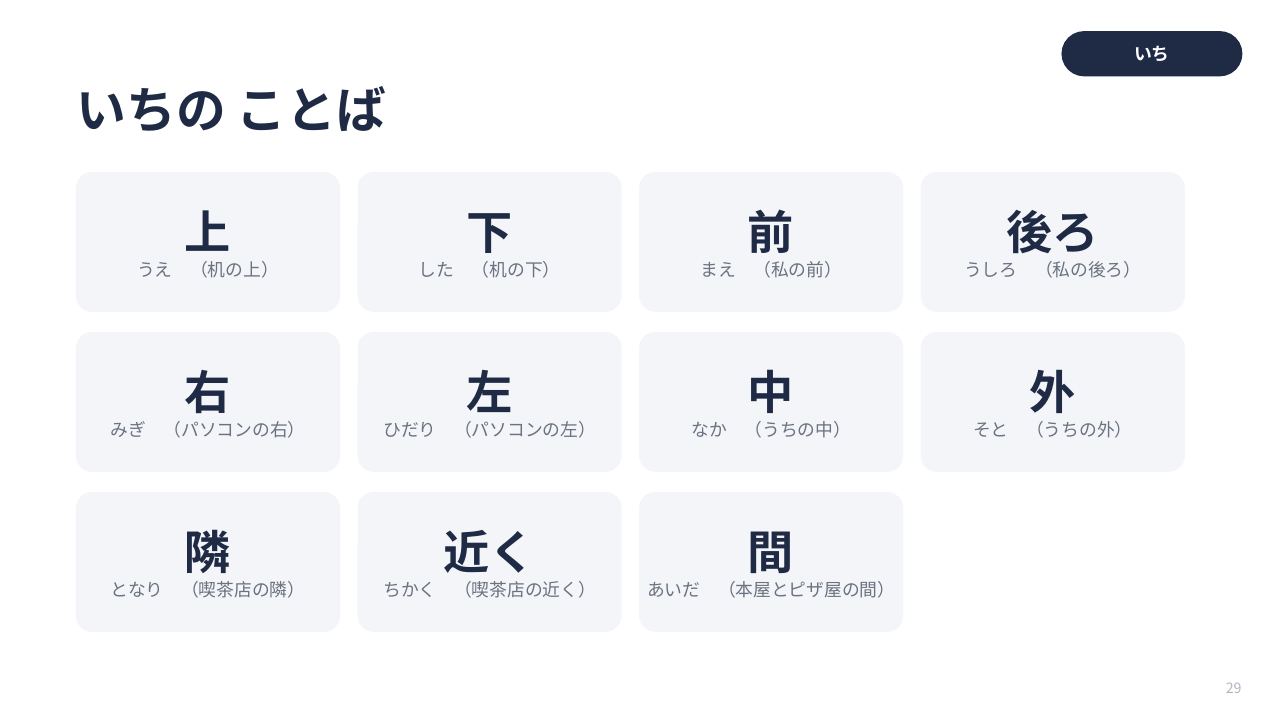 いち
いちの ことば
上
うえ　（机の上）
下
した　（机の下）
前
まえ　（私の前）
後ろ
うしろ　（私の後ろ）
右
みぎ　（パソコンの右）
左
ひだり　（パソコンの左）
中
なか　（うちの中）
外
そと　（うちの外）
隣
となり　（喫茶店の隣）
近く
ちかく　（喫茶店の近く）
間
あいだ　（本屋とピザ屋の間）
29